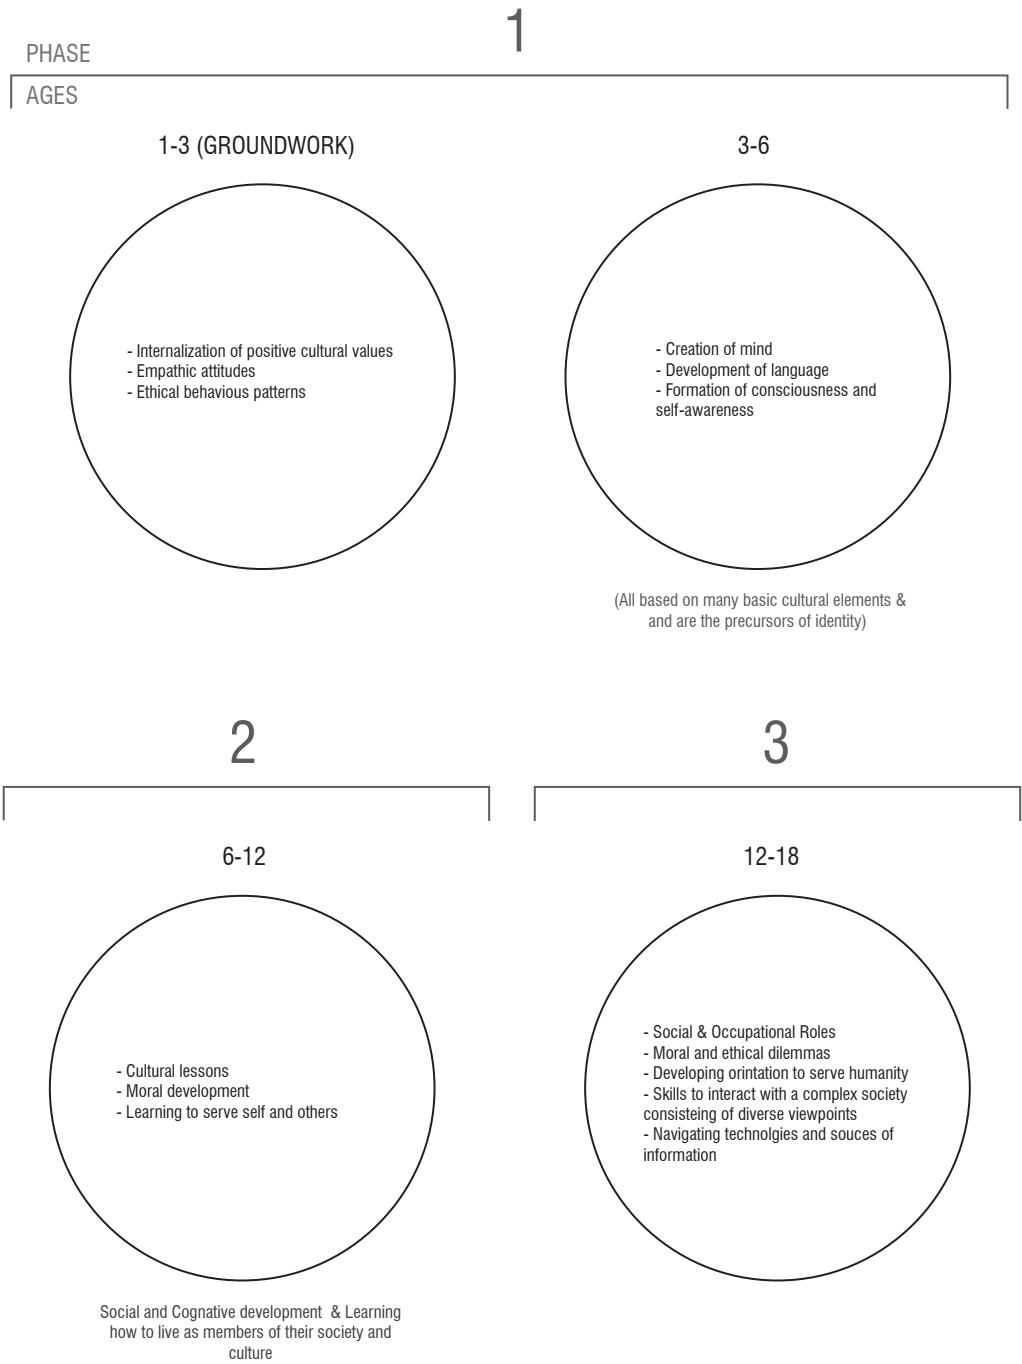 1
PHASE
AGES
1-3 (GROUNDWORK)
- Internalization of positive cultural values
- Empathic attitudes
- Ethical behavious patterns
3-6
- Creation of mind
- Development of language
- Formation of consciousness and
self-awareness
(All based on many basic cultural elements &
and are the precursors of identity)
2
6-12
- Cultural lessons
- Moral development
- Learning to serve self and others
Social and Cognative development & Learning
how to live as members of their society and
culture
3
12-18
- Social & Occupational Roles
- Moral and ethical dilemmas
- Developing orintation to serve humanity
- Skills to interact with a complex society
consisteing of diverse viewpoints
- Navigating technolgies and souces of
information